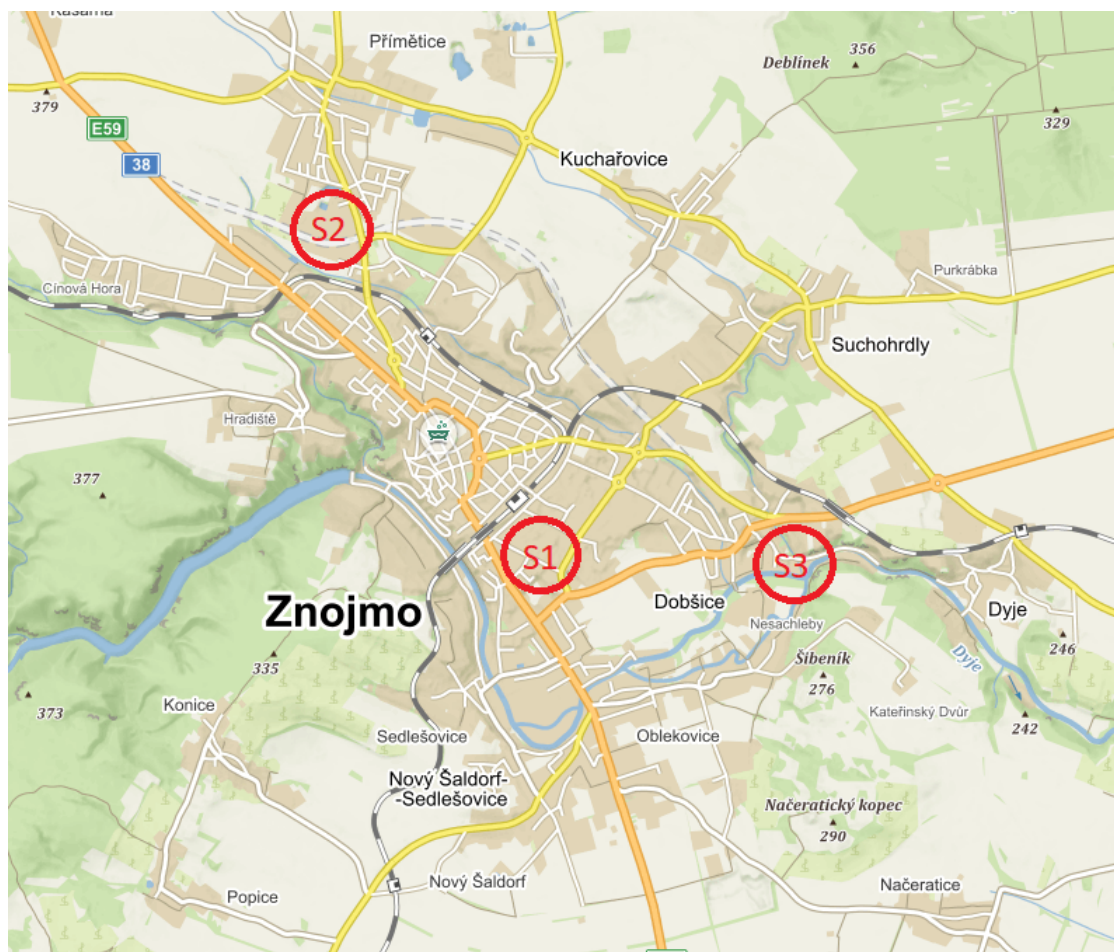 Kasárna
Přímětice
356
Deblínek
379
329
E59
38
Kuchařovice
S2
Purkrábka
Cínová Hora
Suchohrdly
Hradiště
377
S1
S3
Znojmo
Dobšice
Dyje
Nesachleby
246
335
Šibeník
276
Dyje
373
Konice
Kateřinský Dvůr
242
Sedlešovice
Oblekovice
Nový Šaldorf-
-Sedlešovice
Načeratický kopec
290
Nový Šaldorf
Popice
Načeratice